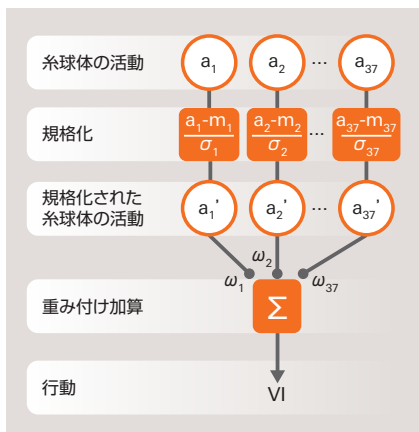 糸球体の活動 a₁ a₂ … a₃₇
規格化 a₁-m₁/σ₁ a₂-m₂/σ₂ … a₃₇-m₃₇/σ₃₇
規格化された
糸球体の活動 a₁' a₂' … a₃₇'
ω₂
ω₁ ω₃₇
重み付け加算 Σ
行動 VI